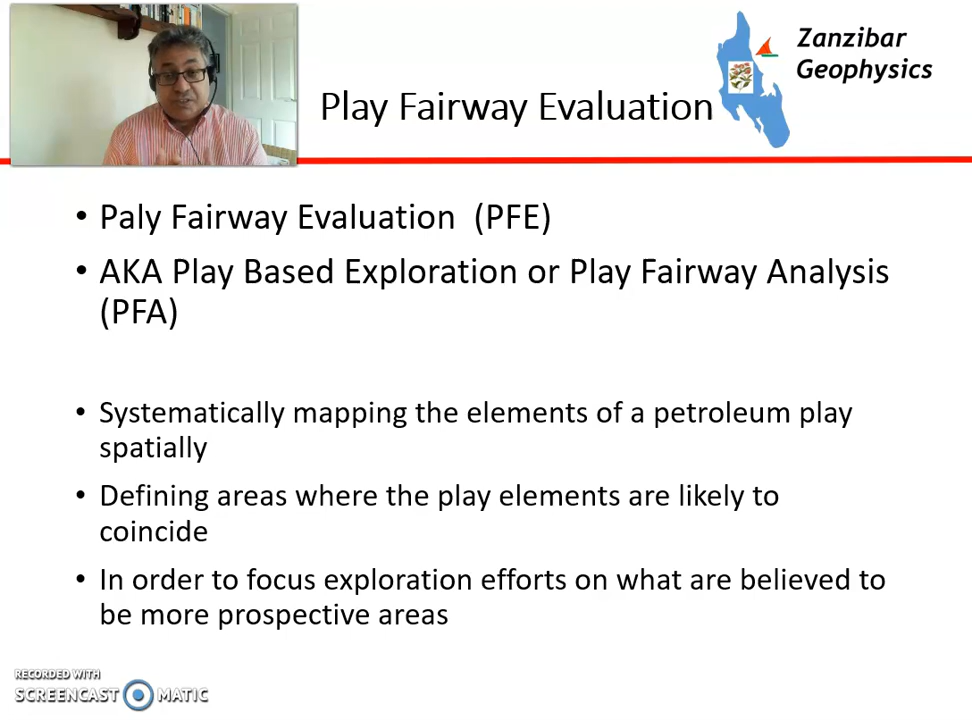 Zanzibar
Geophysics
Play Fairway Evaluation
• Paly Fairway Evaluation (PFE)
• AKA Play Based Exploration or Play Fairway Analysis
(PFA)
• Systematically mapping the elements of a petroleum play
spatially
• Defining areas where the play elements are likely to
coincide
• In order to focus exploration efforts on what are believed to
be more prospective areas
RECORDED WITH
SCREENCAST MATIC